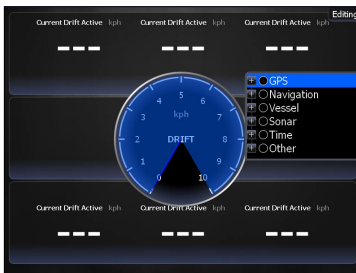 Editing
Current Drift Active kph Current Drift Active kph Current Drift Active kph
--- --- ---
GPS
Navigation
Vessel
Sonar
Time
Other
0 1 2 3 4 5 6 7 8 9 10
kph
DRIFT
Current Drift Active kph Current Drift Active kph Current Drift Active kph
--- --- ---